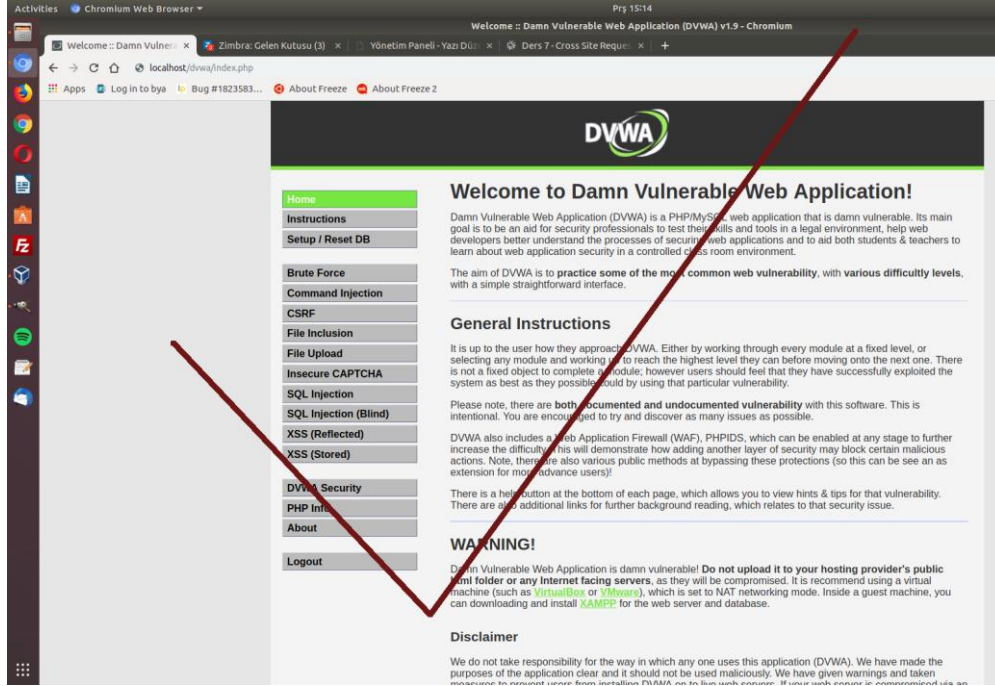 Activities
Chromium Web Browser
Prş 15:14
Welcome :: Damn Vulnerable Web Application (DVWA) v1.9 - Chromium
Welcome :: Damn Vulner
Zimbra: Gelen Kutusu (3)
Yönetim Paneli - Yazı Düz
Ders 7 - Cross Site Reques
localhost/dvwa/index.php
Apps
Log in to bya
Bug #1823583...
About Freeze
About Freeze 2
DVWA
Home
Instructions
Setup / Reset DB
Brute Force
Command Injection
CSRF
File Inclusion
File Upload
Insecure CAPTCHA
SQL Injection
SQL Injection (Blind)
XSS (Reflected)
XSS (Stored)
DVWA Security
PHP Info
About
Logout
Welcome to Damn Vulnerable Web Application!
Damn Vulnerable Web Application (DVWA) is a PHP/MySQL web application that is damn vulnerable. Its main
goal is to be an aid for security professionals to test their skills and tools in a legal environment, help web
developers better understand the processes of securing web applications and to aid both students & teachers to
learn about web application security in a controlled class room environment.
The aim of DVWA is to practice some of the most common web vulnerability, with various difficultly levels,
with a simple straightforward interface.
General Instructions
It is up to the user how they approach DVWA. Either by working through every module at a fixed level, or
selecting any module and working up to reach the highest level they can before moving onto the next one. There
is not a fixed object to complete a module; however users should feel that they have successfully exploited the
system as best as they possible could by using that particular vulnerability.
Please note, there are both documented and undocumented vulnerability with this software. This is
intentional. You are encouraged to try and discover as many issues as possible.
DVWA also includes a Web Application Firewall (WAF), PHPIDS, which can be enabled at any stage to further
increase the difficulty. This will demonstrate how adding another layer of security may block certain malicious
actions. Note, there are also various public methods at bypassing these protections (so this can be see an as
extension for more advance users)!
There is a help button at the bottom of each page, which allows you to view hints & tips for that vulnerability.
There are also additional links for further background reading, which relates to that security issue.
WARNING!
Damn Vulnerable Web Application is damn vulnerable! Do not upload it to your hosting provider's public
html folder or any Internet facing servers, as they will be compromised. It is recommend using a virtual
machine (such as VirtualBox or VMware), which is set to NAT networking mode. Inside a guest machine, you
can downloading and install XAMPP for the web server and database.
Disclaimer
We do not take responsibility for the way in which any one uses this application (DVWA). We have made the
purposes of the application clear and it should not be used maliciously. We have given warnings and taken
measures to prevent users from installing DVWA on to live web servers. If your web server is compromised via an